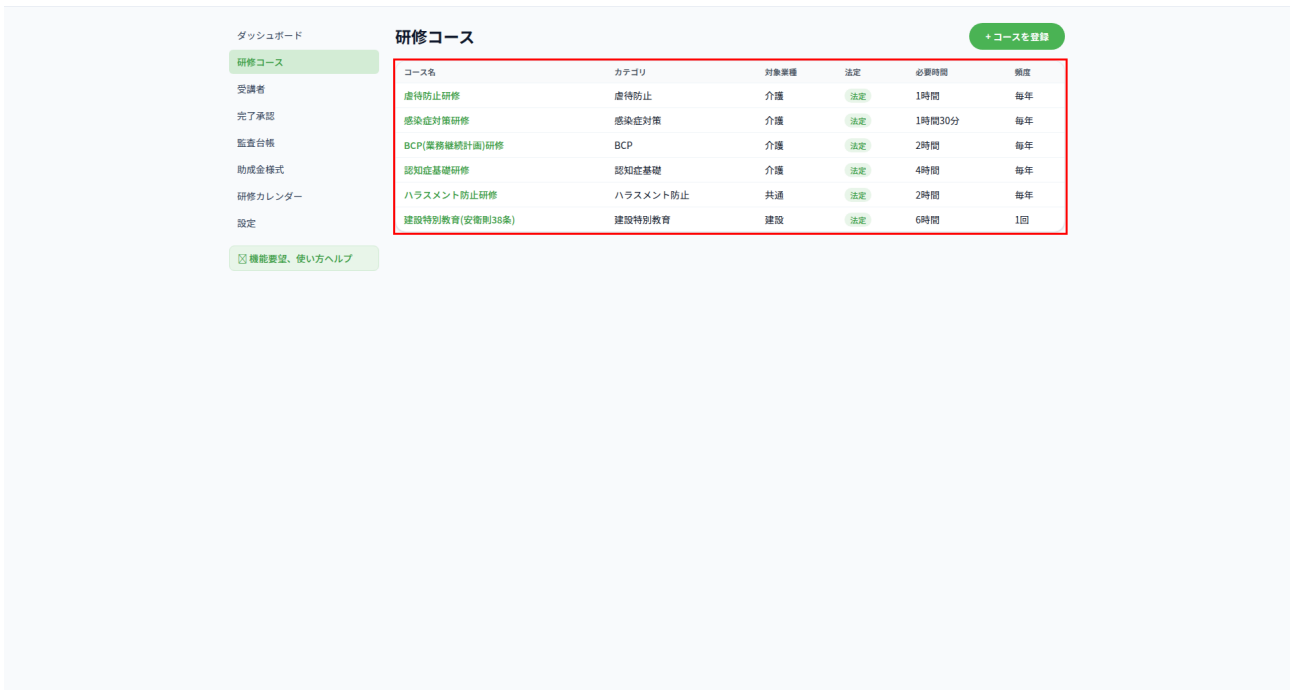 ダッシュボード
研修コース
受講者
完了承認
監査台帳
助成金様式
研修カレンダー
設定
機能要望、使い方ヘルプ
研修コース
+ コースを登録
コース名 カテゴリ 対象業種 法定 必要時間 頻度
虐待防止研修 虐待防止 介護 法定 1時間 毎年
感染症対策研修 感染症対策 介護 法定 1時間30分 毎年
BCP(業務継続計画)研修 BCP 介護 法定 2時間 毎年
認知症基礎研修 認知症基礎 介護 法定 4時間 毎年
ハラスメント防止研修 ハラスメント防止 共通 法定 2時間 毎年
建設特別教育(安衛則38条) 建設特別教育 建設 法定 6時間 1回